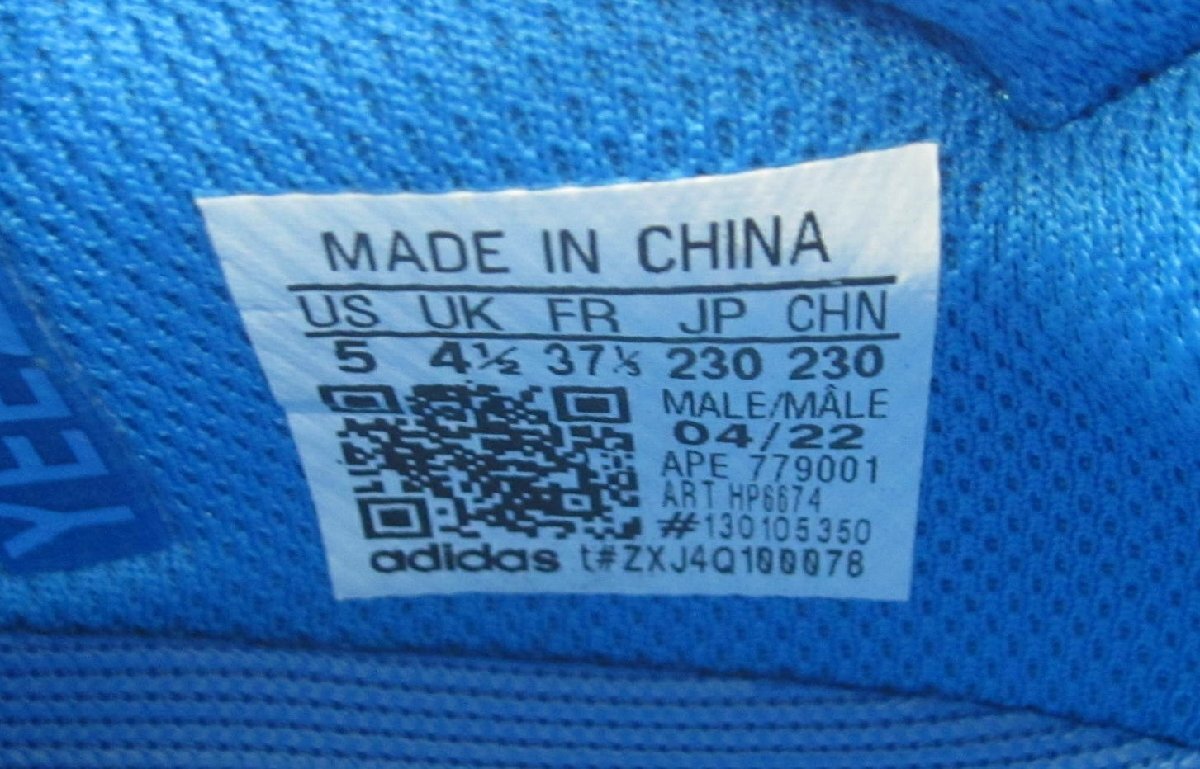 MADE IN CHINA
US UK FR JP CHN
5 4½ 37⅓ 230 230
MALE/MÂLE
04/22
APE 779001
ART HP6674
#130105350
adidas t#ZXJ4Q100078